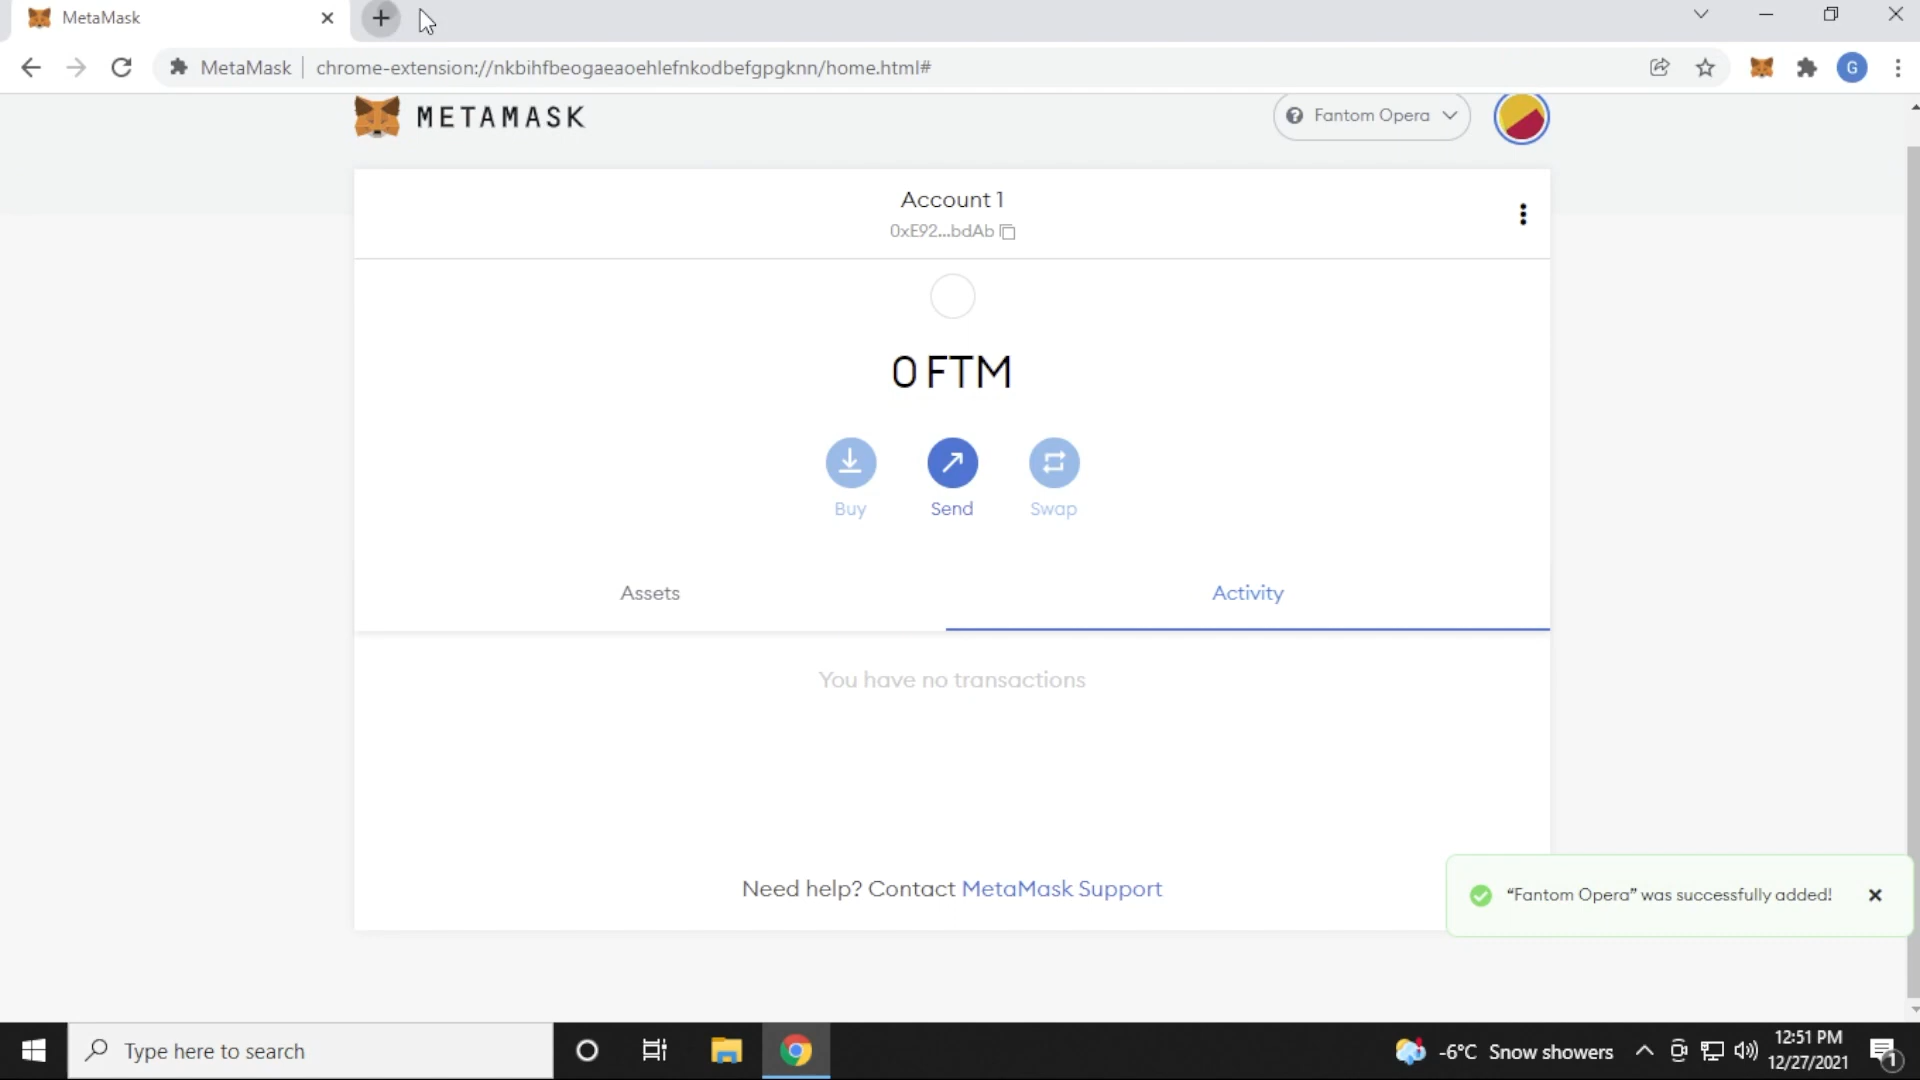 MetaMask
MetaMask
chrome-extension://nkbihfbeogaeaoehlefnkodbefgpgknn/home.html#
G
METAMASK
Fantom Opera
Account 1
0xE92...bdAb
0 FTM
Buy
Send
Swap
Assets
Activity
You have no transactions
Need help? Contact MetaMask Support
“Fantom Opera” was successfully added!
Type here to search
-6°C Snow showers
12:51 PM
12/27/2021
1